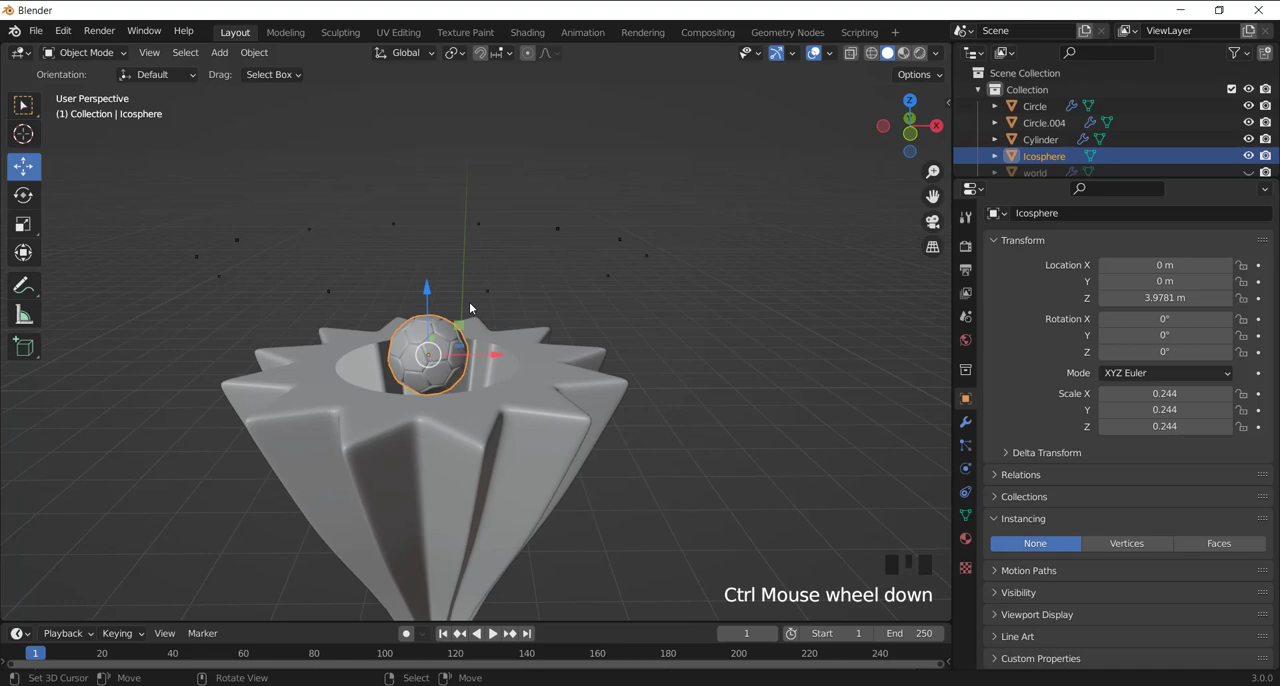 Blender
File Edit Render Window Help Layout Modeling Sculpting UV Editing Texture Paint Shading Animation Rendering Compositing Geometry Nodes Scripting + Scene ViewLayer
Object Mode View Select Add Object Global
Orientation: Default Drag: Select Box Options
User Perspective
(1) Collection | Icosphere
Z
Y
X
Scene Collection
Collection
Circle
Circle.004
Cylinder
Icosphere
world
Icosphere
Transform
Location X 0 m
Y 0 m
Z 3.9781 m
Rotation X 0°
Y 0°
Z 0°
Mode XYZ Euler
Scale X 0.244
Y 0.244
Z 0.244
Delta Transform
Relations
Collections
Instancing
None Vertices Faces
Motion Paths
Visibility
Viewport Display
Line Art
Custom Properties
Ctrl Mouse wheel down
Playback Keying View Marker 1 Start 1 End 250
1 20 40 60 80 100 120 140 160 180 200 220 240
Set 3D Cursor Move Rotate View Select Move 3.0.0